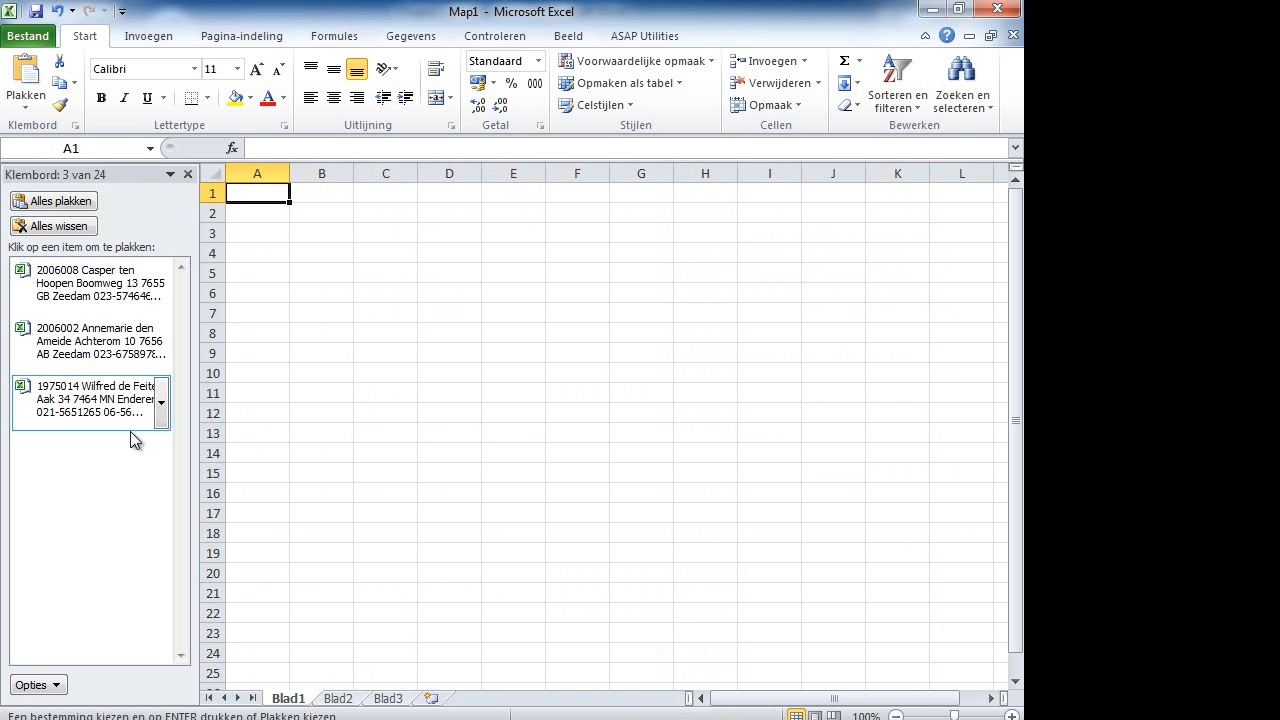 Map1 - Microsoft Excel
Bestand Start Invoegen Pagina-indeling Formules Gegevens Controleren Beeld ASAP Utilities
Plakken
Klembord
Calibri 11
B I U
Lettertype
Uitlijning
Standaard
% 000
Getal
Voorwaardelijke opmaak
Opmaken als tabel
Celstijlen
Stijlen
Invoegen
Verwijderen
Opmaak
Cellen
Σ
Sorteren en filteren
Zoeken en selecteren
Bewerken
A1 fx
Klembord: 3 van 24
Alles plakken
Alles wissen
Klik op een item om te plakken:
2006008 Casper ten
Hoopen Boomweg 13 7655
GB Zeedam 023-574646...
2006002 Annemarie den
Ameide Achterom 10 7656
AB Zeedam 023-6758978...
1975014 Wilfred de Feite
Aak 34 7464 MN Enderen
021-5651265 06-56...
Opties
A B C D E F G H I J K L
1
2
3
4
5
6
7
8
9
10
11
12
13
14
15
16
17
18
19
20
21
22
23
24
25
Blad1 Blad2 Blad3
Een bestemming kiezen en op ENTER drukken of Plakken kiezen
100%